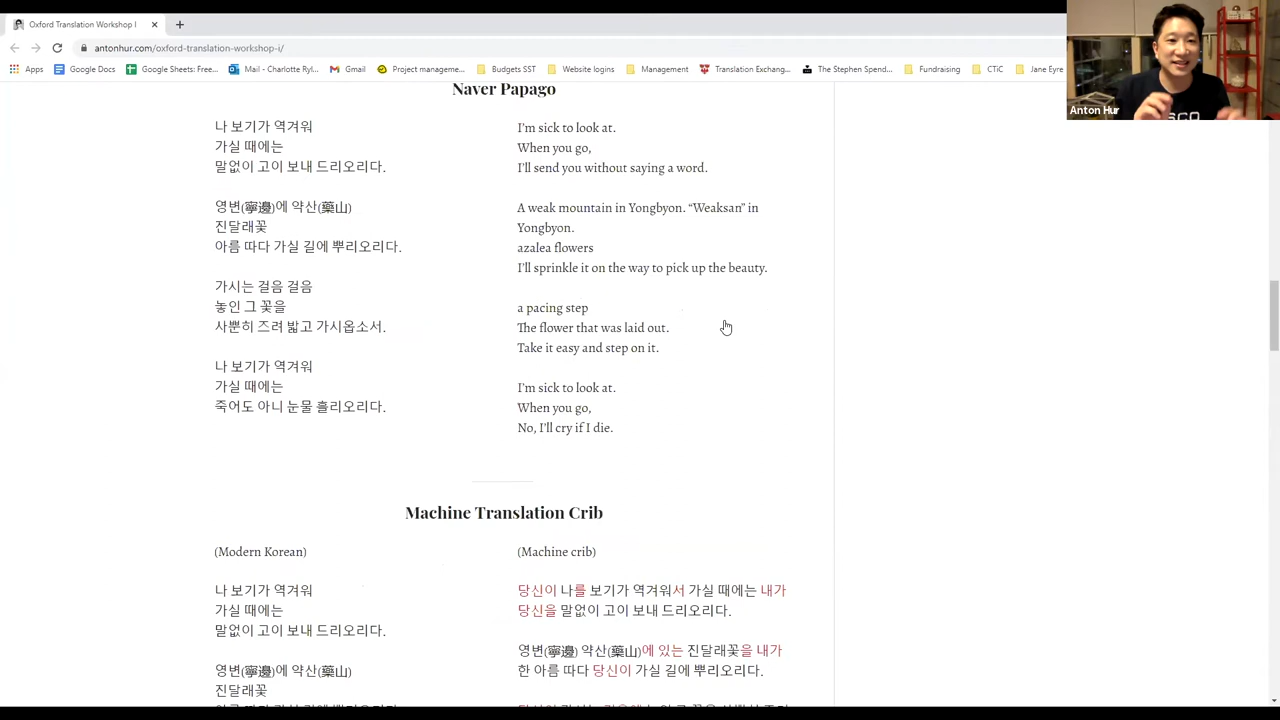 Oxford Translation Workshop I
antonhur.com/oxford-translation-workshop-i/
Apps
Google Docs
Google Sheets: Free...
Mail - Charlotte Ryl...
Gmail
Project manageme...
Budgets SST
Website logins
Management
Translation Exchang...
The Stephen Spend...
Fundraising
CTiC
Jane Eyre
Anton Hur
Naver Papago
나 보기가 역겨워
가실 때에는
말없이 고이 보내 드리오리다.
영변(寧邊)에 약산(藥山)
진달래꽃
아름 따다 가실 길에 뿌리오리다.
가시는 걸음 걸음
놓인 그 꽃을
사뿐히 즈려 밟고 가시옵소서.
나 보기가 역겨워
가실 때에는
죽어도 아니 눈물 흘리오리다.
I'm sick to look at.
When you go,
I'll send you without saying a word.
A weak mountain in Yongbyon. “Weaksan” in
Yongbyon.
azalea flowers
I'll sprinkle it on the way to pick up the beauty.
a pacing step
The flower that was laid out.
Take it easy and step on it.
I'm sick to look at.
When you go,
No, I'll cry if I die.
Machine Translation Crib
(Modern Korean)
나 보기가 역겨워
가실 때에는
말없이 고이 보내 드리오리다.
영변(寧邊)에 약산(藥山)
진달래꽃
(Machine crib)
당신이 나를 보기가 역겨워서 가실 때에는 내가
당신을 말없이 고이 보내 드리오리다.
영변(寧邊) 약산(藥山)에 있는 진달래꽃을 내가
한 아름 따다 당신이 가실 길에 뿌리오리다.